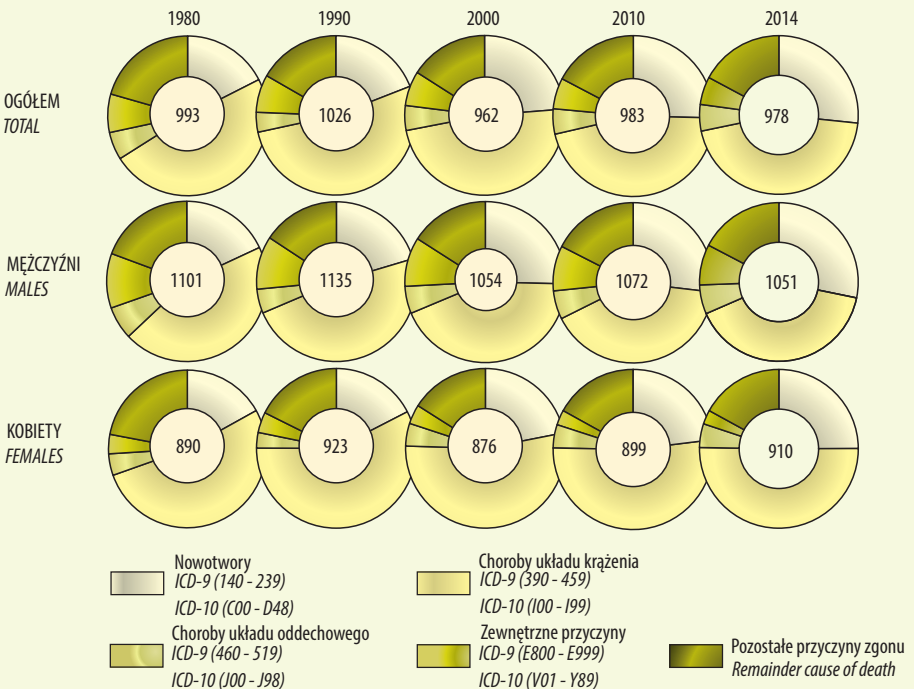 1980 1990 2000 2010 2014
OGÓŁEM
TOTAL
993 1026 962 983 978
MĘŻCZYŹNI
MALES
1101 1135 1054 1072 1051
KOBIETY
FEMALES
890 923 876 899 910
Nowotwory
ICD-9 (140 - 239)
ICD-10 (C00 - D48)
Choroby układu krążenia
ICD-9 (390 - 459)
ICD-10 (I00 - I99)
Choroby układu oddechowego
ICD-9 (460 - 519)
ICD-10 (J00 - J98)
Zewnętrzne przyczyny
ICD-9 (E800 - E999)
ICD-10 (V01 - Y89)
Pozostałe przyczyny zgonu
Remainder cause of death